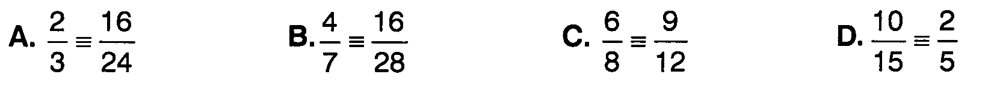 A. 2/3 ≡ 16/24 B. 4/7 ≡ 16/28 C. 6/8 ≡ 9/12 D. 10/15 ≡ 2/5